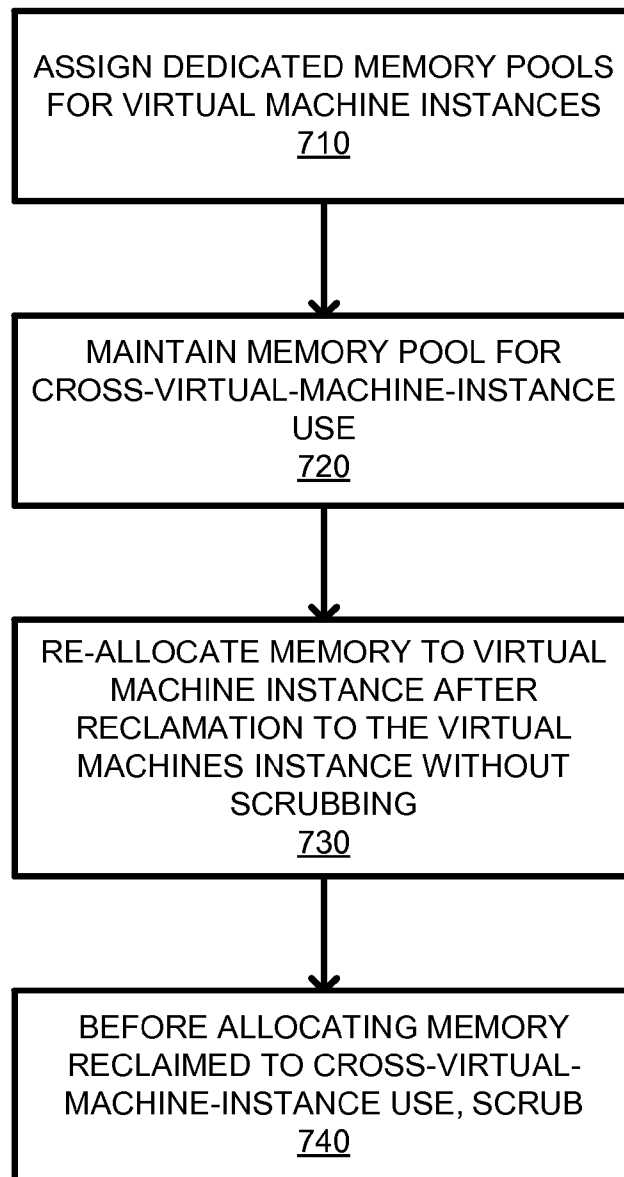 ASSIGN DEDICATED MEMORY POOLS
FOR VIRTUAL MACHINE INSTANCES
710
MAINTAIN MEMORY POOL FOR
CROSS-VIRTUAL-MACHINE-INSTANCE
USE
720
RE-ALLOCATE MEMORY TO VIRTUAL
MACHINE INSTANCE AFTER
RECLAMATION TO THE VIRTUAL
MACHINES INSTANCE WITHOUT
SCRUBBING
730
BEFORE ALLOCATING MEMORY
RECLAIMED TO CROSS-VIRTUAL-
MACHINE-INSTANCE USE, SCRUB
740